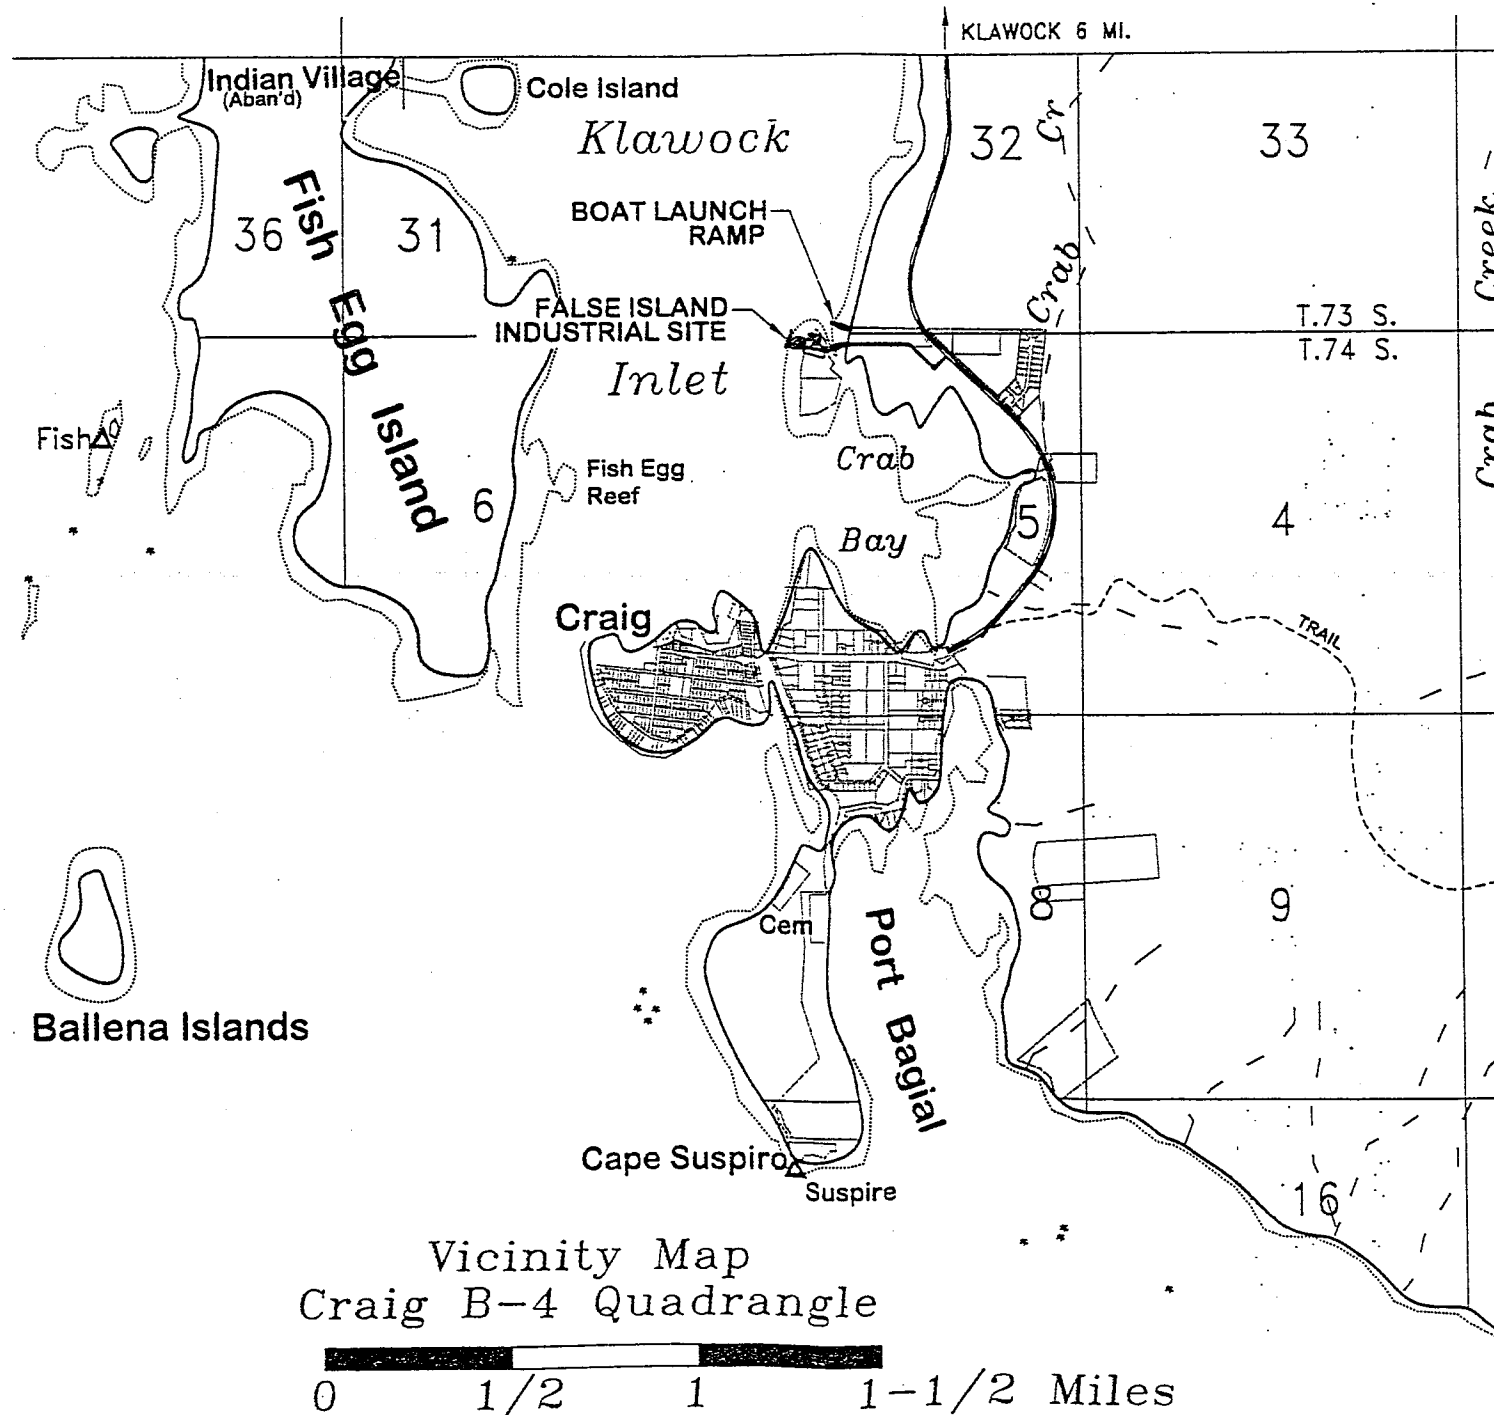 KLAWOCK 6 MI.
Indian Village
(Aban'd)
Cole Island
Klawock
32
Cr
33
BOAT LAUNCH
RAMP
36
Fish Egg Island
31
Crab
Creek
FALSE ISLAND
INDUSTRIAL SITE
T.73 S.
T.74 S.
Inlet
Crab
Fish
Crab
Fish Egg
Reef
6
5
4
Bay
Craig
TRAIL
Cem
8
9
Port Bagial
Ballena Islands
Cape Suspiro
Suspire
16
Vicinity Map
Craig B-4 Quadrangle
0 1/2 1 1-1/2 Miles